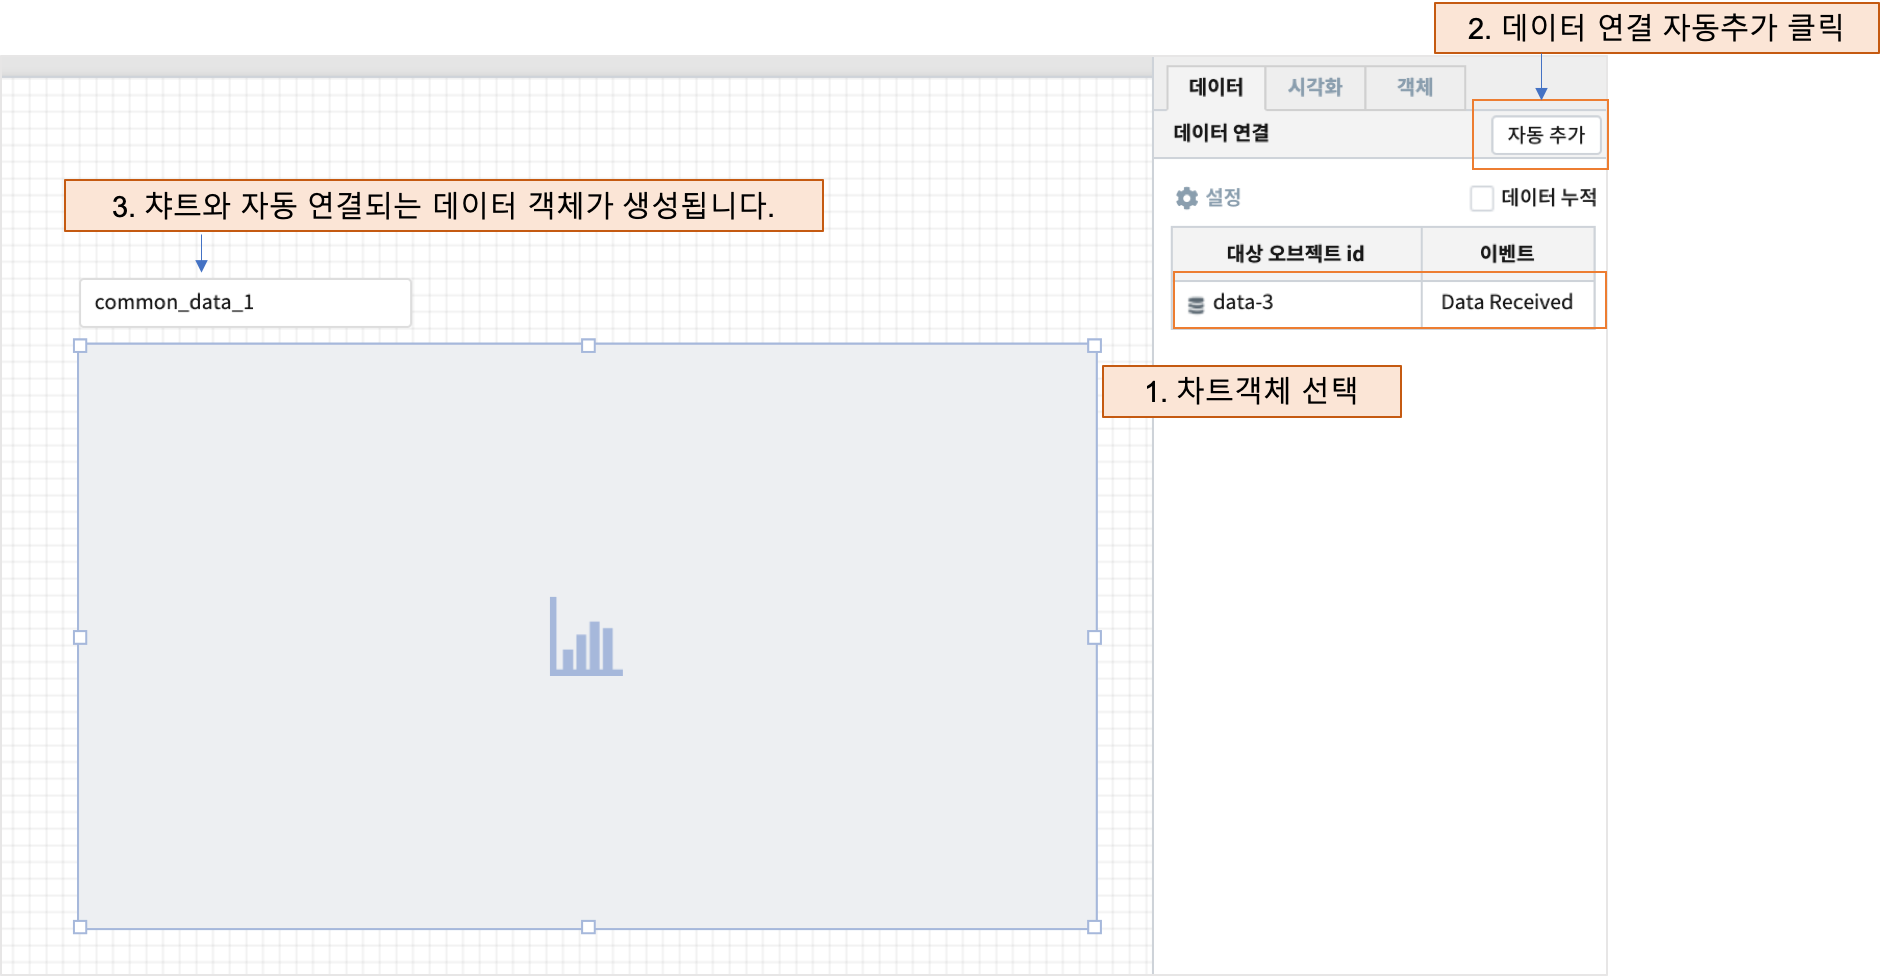 2. 데이터 연결 자동추가 클릭
데이터 시각화 객체
데이터 연결 자동 추가
3. 챠트와 자동 연결되는 데이터 객체가 생성됩니다.
설정 데이터 누적
대상 오브젝트 id 이벤트
common_data_1
data-3 Data Received
1. 차트객체 선택